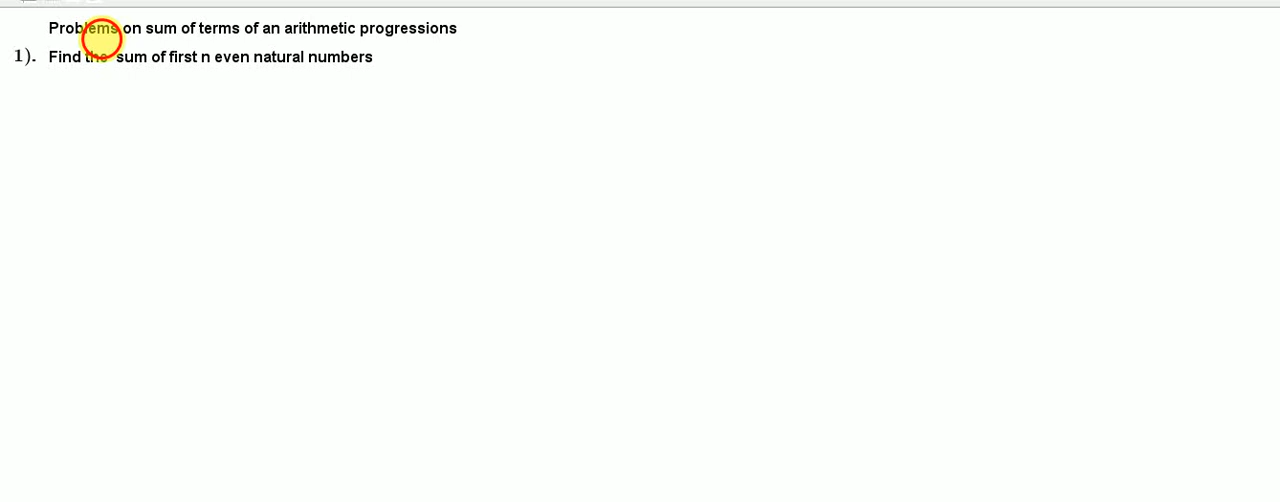 Problems on sum of terms of an arithmetic progressions
1). Find the sum of first n even natural numbers